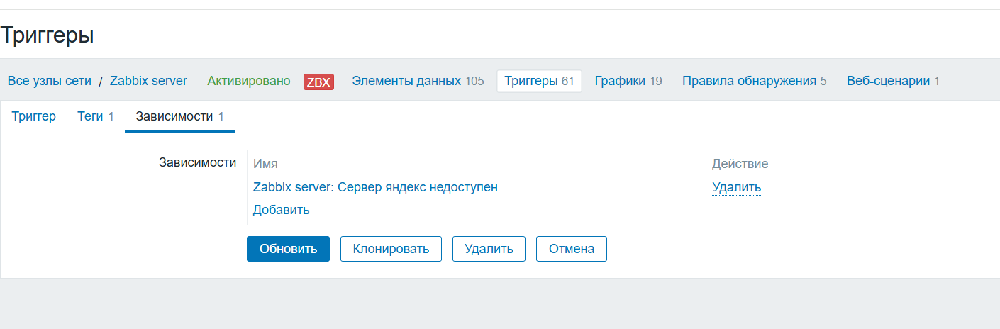 Триггеры
Все узлы сети / Zabbix server Активировано ZBX Элементы данных 105 Триггеры 61 Графики 19 Правила обнаружения 5 Веб-сценарии 1
Триггер Теги 1 Зависимости 1
Зависимости Имя Действие
Zabbix server: Сервер яндекс недоступен Удалить
Добавить
Обновить Клонировать Удалить Отмена